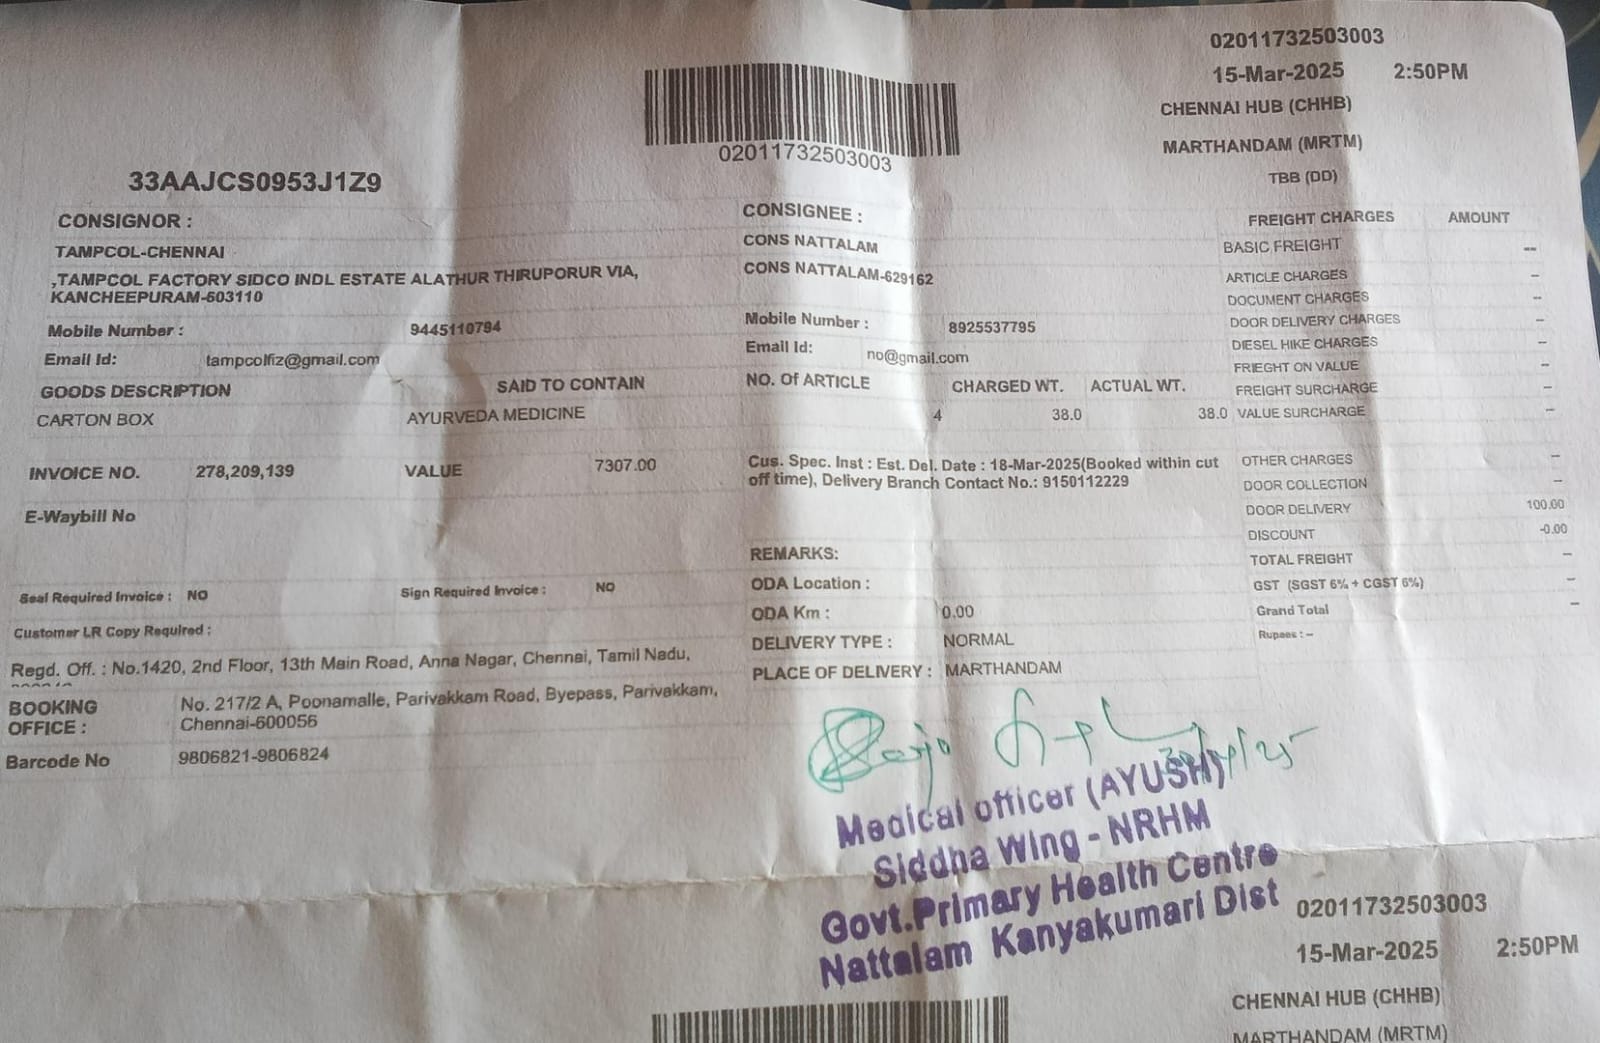 02011732503003
15-Mar-2025 2:50PM
CHENNAI HUB (CHHB)
MARTHANDAM (MRTM)
TBB (DD)
02011732503003
33AAJCS0953J1Z9
CONSIGNOR :
TAMPCOL-CHENNAI
,TAMPCOL FACTORY SIDCO INDL ESTATE ALATHUR THIRUPORUR VIA,
KANCHEEPURAM-603110
Mobile Number : 9445110794
Email Id: tampcolfiz@gmail.com
GOODS DESCRIPTION SAID TO CONTAIN
CARTON BOX AYURVEDA MEDICINE
INVOICE NO. 278,209,139 VALUE 7307.00
E-Waybill No
Seal Required Invoice : NO Sign Required Invoice : NO
Customer LR Copy Required :
Regd. Off. : No.1420, 2nd Floor, 13th Main Road, Anna Nagar, Chennai, Tamil Nadu,
BOOKING OFFICE : No. 217/2 A, Poonamalle, Parivakkam Road, Byepass, Parivakkam,
Chennai-600056
Barcode No 9806821-9806824
CONSIGNEE :
CONS NATTALAM
CONS NATTALAM-629162
Mobile Number : 8925537795
Email Id: no@gmail.com
NO. Of ARTICLE CHARGED WT. ACTUAL WT.
4 38.0 38.0
Cus. Spec. Inst : Est. Del. Date : 18-Mar-2025(Booked within cut
off time), Delivery Branch Contact No.: 9150112229
REMARKS:
ODA Location :
ODA Km : 0.00
DELIVERY TYPE : NORMAL
PLACE OF DELIVERY : MARTHANDAM
FREIGHT CHARGES AMOUNT
BASIC FREIGHT --
ARTICLE CHARGES --
DOCUMENT CHARGES --
DOOR DELIVERY CHARGES --
DIESEL HIKE CHARGES --
FRIEGHT ON VALUE --
FREIGHT SURCHARGE --
VALUE SURCHARGE --
OTHER CHARGES --
DOOR COLLECTION --
DOOR DELIVERY 100.00
DISCOUNT -0.00
TOTAL FREIGHT --
GST (SGST 6% + CGST 6%) --
Grand Total --
Rupees : --
Medical officer (AYUSH)
Siddha Wing - NRHM
Govt.Primary Health Centre
Nattalam Kanyakumari Dist
02011732503003
15-Mar-2025 2:50PM
CHENNAI HUB (CHHB)
MARTHANDAM (MRTM)